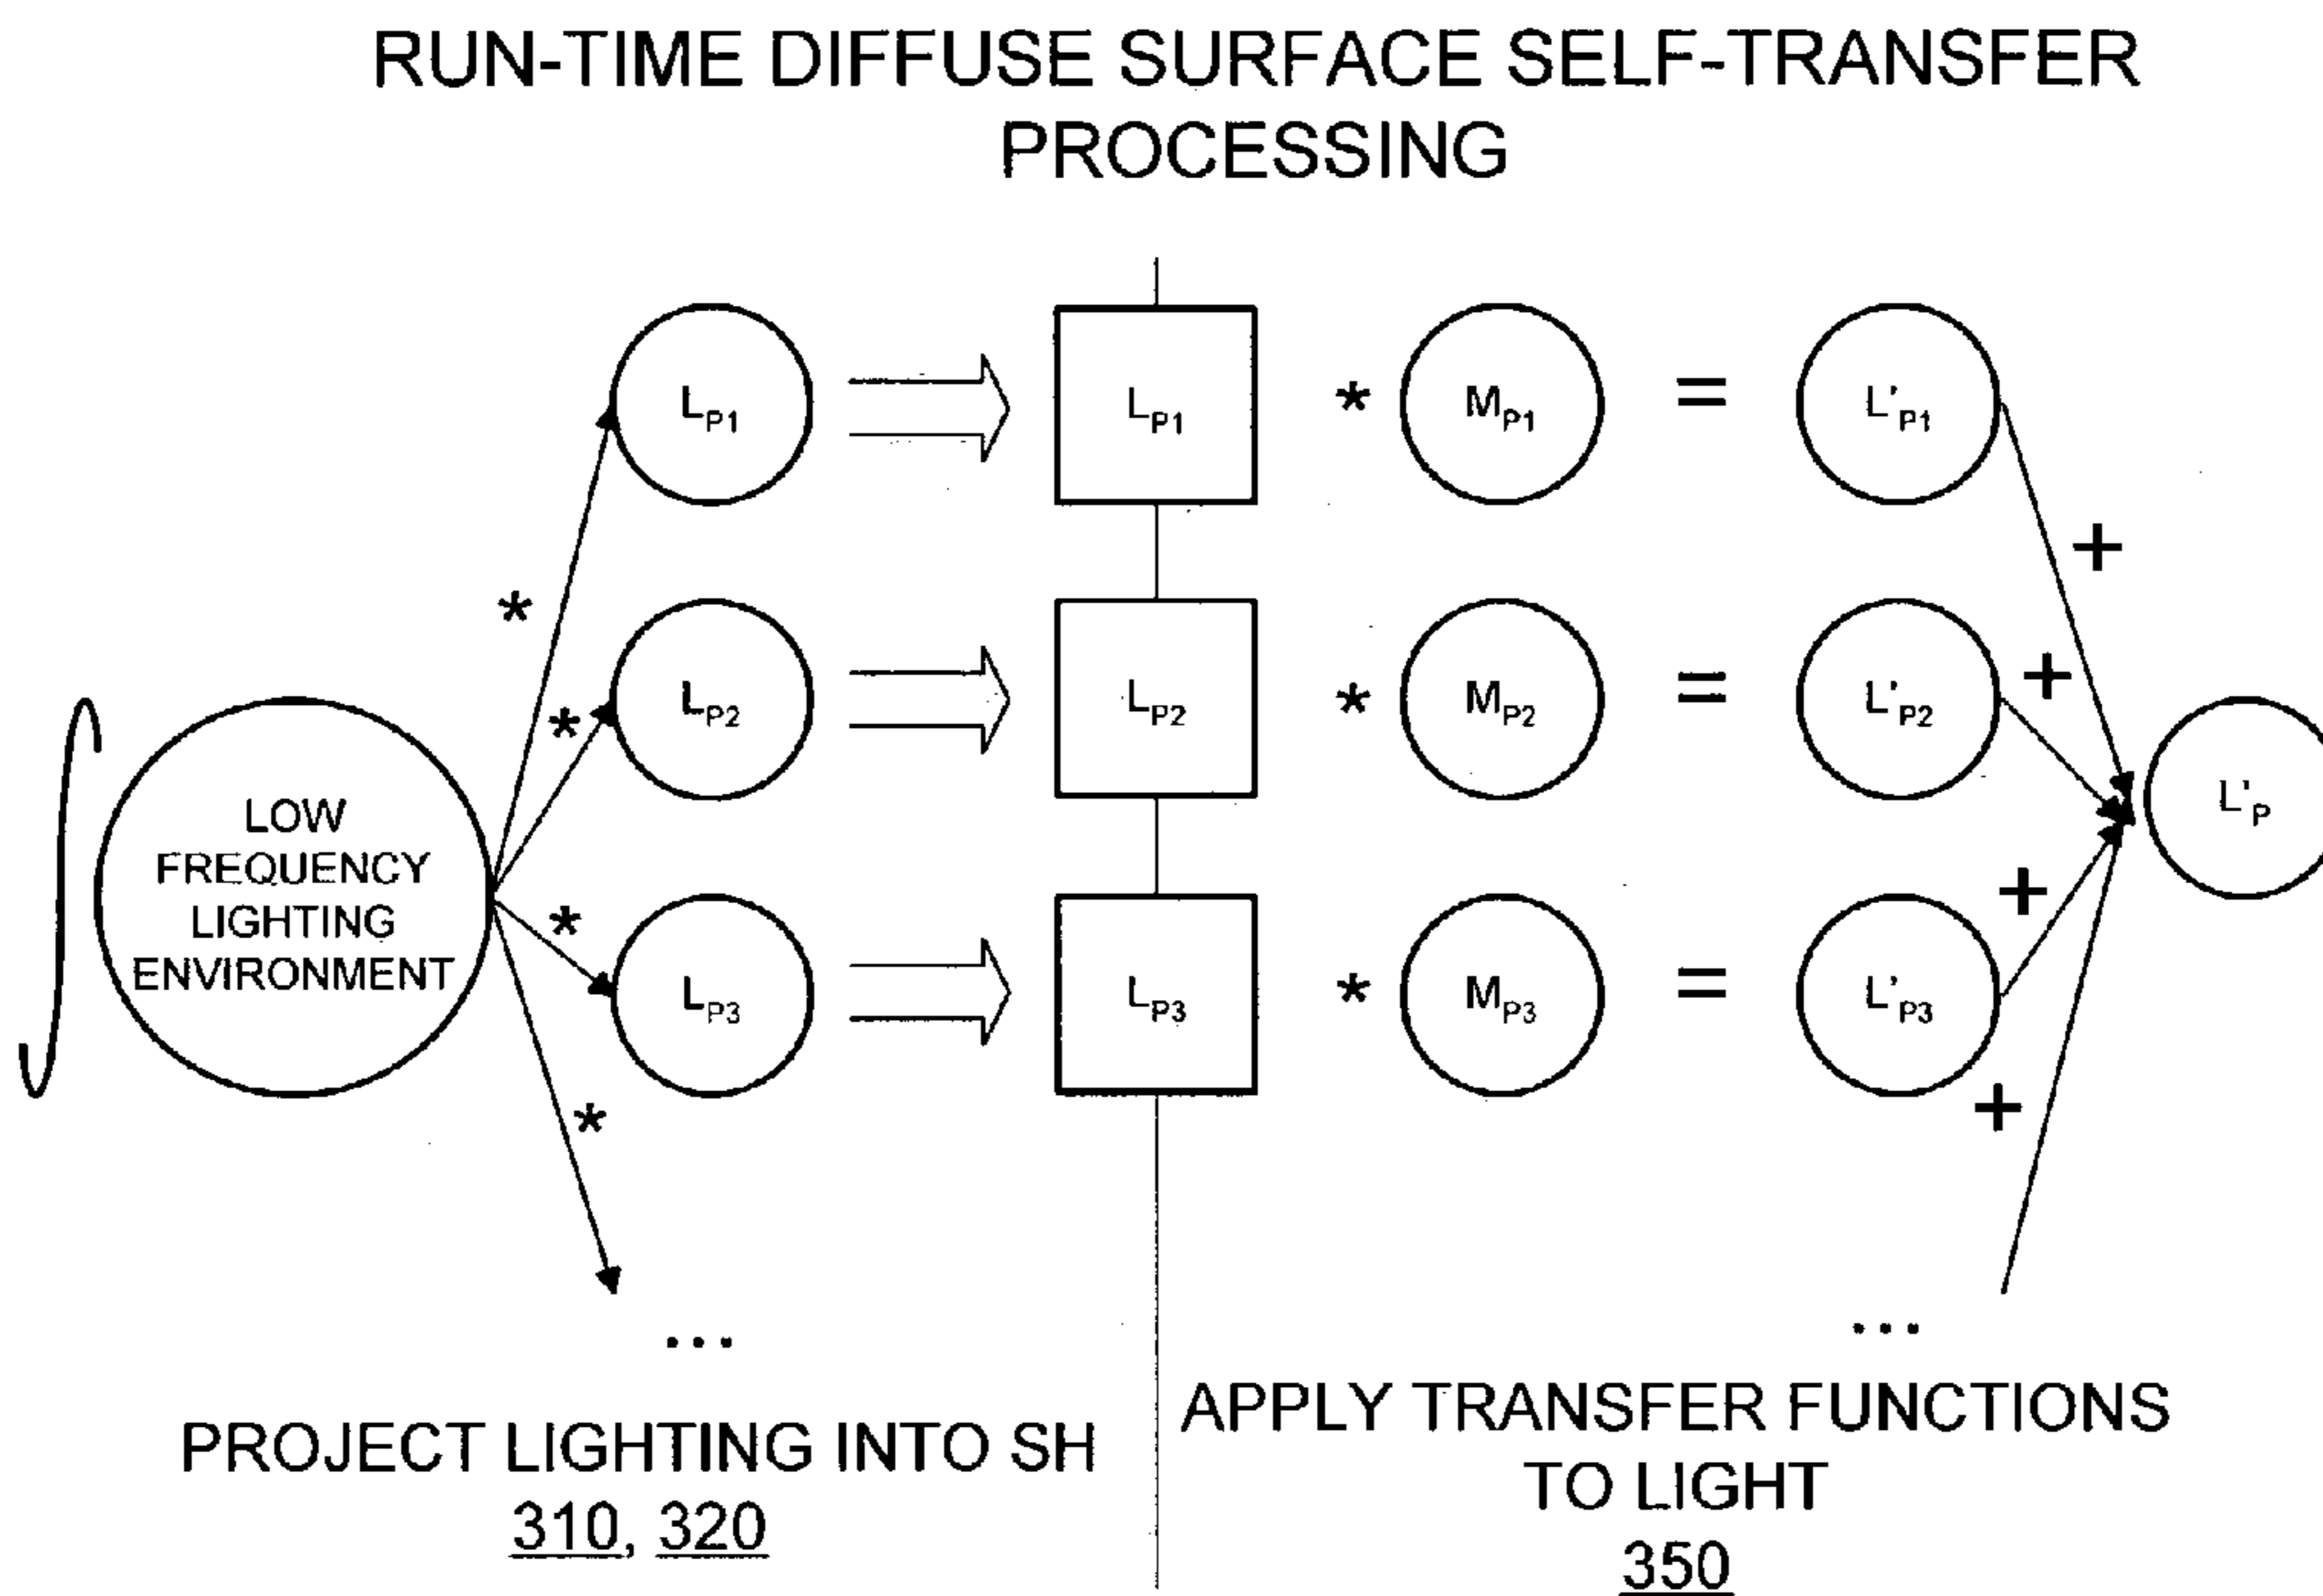 RUN-TIME DIFFUSE SURFACE SELF-TRANSFER
PROCESSING
LP1 LP1 * MP1 = L'P1
+
*
LP2 LP2 * MP2 = L'P2 +
*
L'P
LOW
FREQUENCY
LIGHTING
ENVIRONMENT
*
LP3 LP3 * MP3 = L'P3
+
*
+
...
...
PROJECT LIGHTING INTO SH
310, 320
APPLY TRANSFER FUNCTIONS
TO LIGHT
350